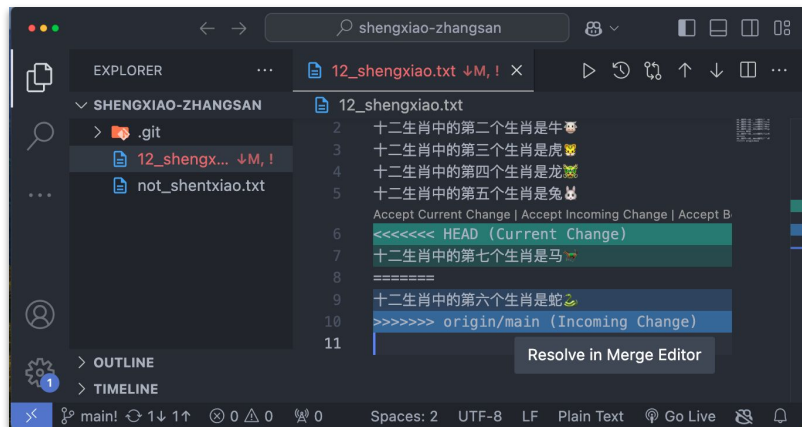 shengxiao-zhangsan
EXPLORER
12_shengxiao.txt ↓M, !
SHENGXIAO-ZHANGSAN
12_shengxiao.txt
.git
12_shengx... ↓M, !
not_shentxiao.txt
2 十二生肖中的第二个生肖是牛🐮
3 十二生肖中的第三个生肖是虎🐯
4 十二生肖中的第四个生肖是龙🐲
5 十二生肖中的第五个生肖是兔🐰
Accept Current Change | Accept Incoming Change | Accept B
6 <<<<<<< HEAD (Current Change)
7 十二生肖中的第七个生肖是马🐎
8 =======
9 十二生肖中的第六个生肖是蛇🐍
10 >>>>>>> origin/main (Incoming Change)
11
Resolve in Merge Editor
OUTLINE
TIMELINE
1
main! 1↓ 1↑ 0 0 0 Spaces: 2 UTF-8 LF Plain Text Go Live